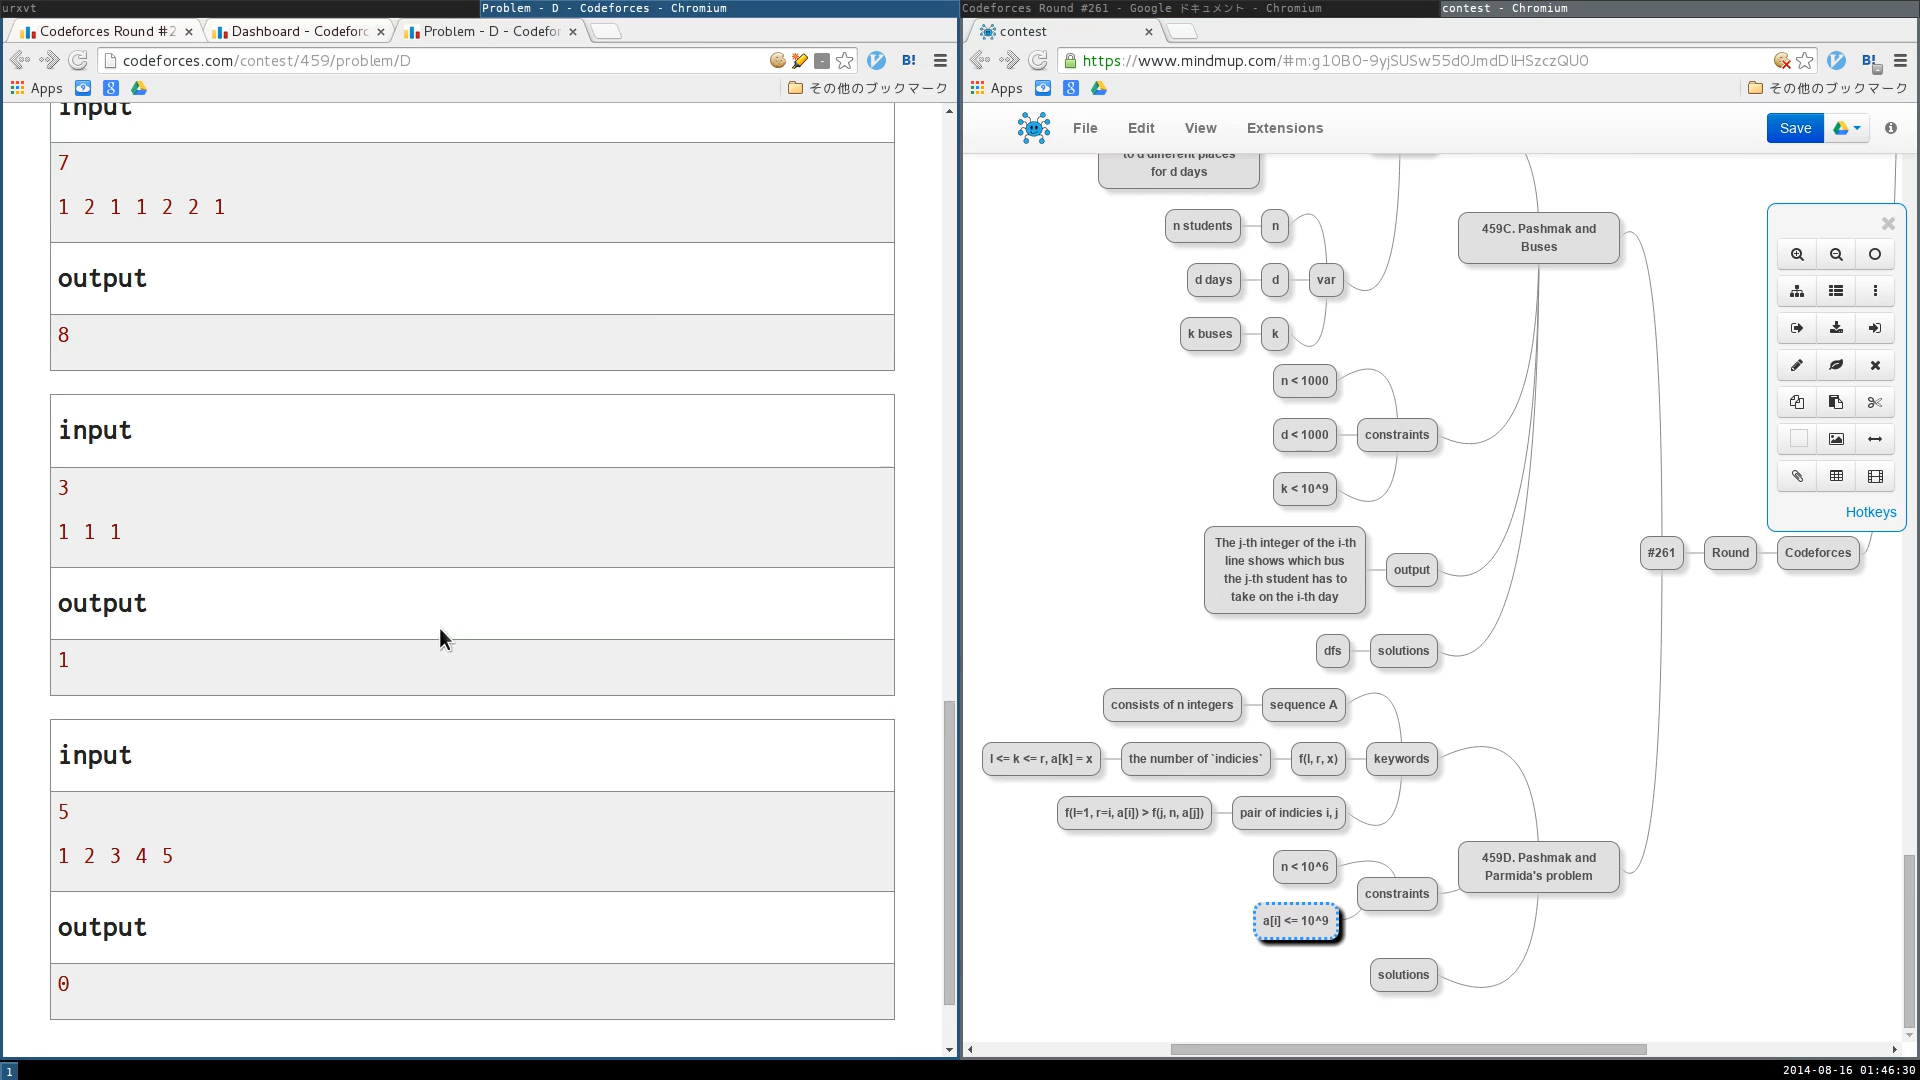 urxvt
Problem - D - Codeforces - Chromium
Codeforces Round #261 - Google ドキュメント - Chromium
contest - Chromium
Codeforces Round #2
Dashboard - Codeforc
Problem - D - Codefor
codeforces.com/contest/459/problem/D
B!
Apps
その他のブックマーク
input
7
1 2 1 1 2 2 1
output
8
input
3
1 1 1
output
1
input
5
1 2 3 4 5
output
0
contest
https://www.mindmup.com/#m:g10B0-9yjSUSw55d0JmdDlHSzczQU0
B!
Apps
その他のブックマーク
File
Edit
View
Extensions
Save
to d different places
for d days
n students
n
d days
d
var
k buses
k
459C. Pashmak and
Buses
n < 1000
d < 1000
constraints
k < 10^9
The j-th integer of the i-th
line shows which bus
the j-th student has to
take on the i-th day
output
dfs
solutions
Hotkeys
#261
Round
Codeforces
consists of n integers
sequence A
l <= k <= r, a[k] = x
the number of `indicies`
f(l, r, x)
keywords
f(l=1, r=i, a[i]) > f(j, n, a[j])
pair of indicies i, j
n < 10^6
constraints
a[i] <= 10^9
459D. Pashmak and
Parmida's problem
solutions
1
2014-08-16 01:46:30